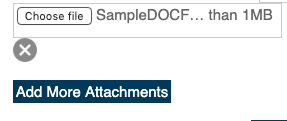 Choose file SampleDOCF... than 1MB
Add More Attachments